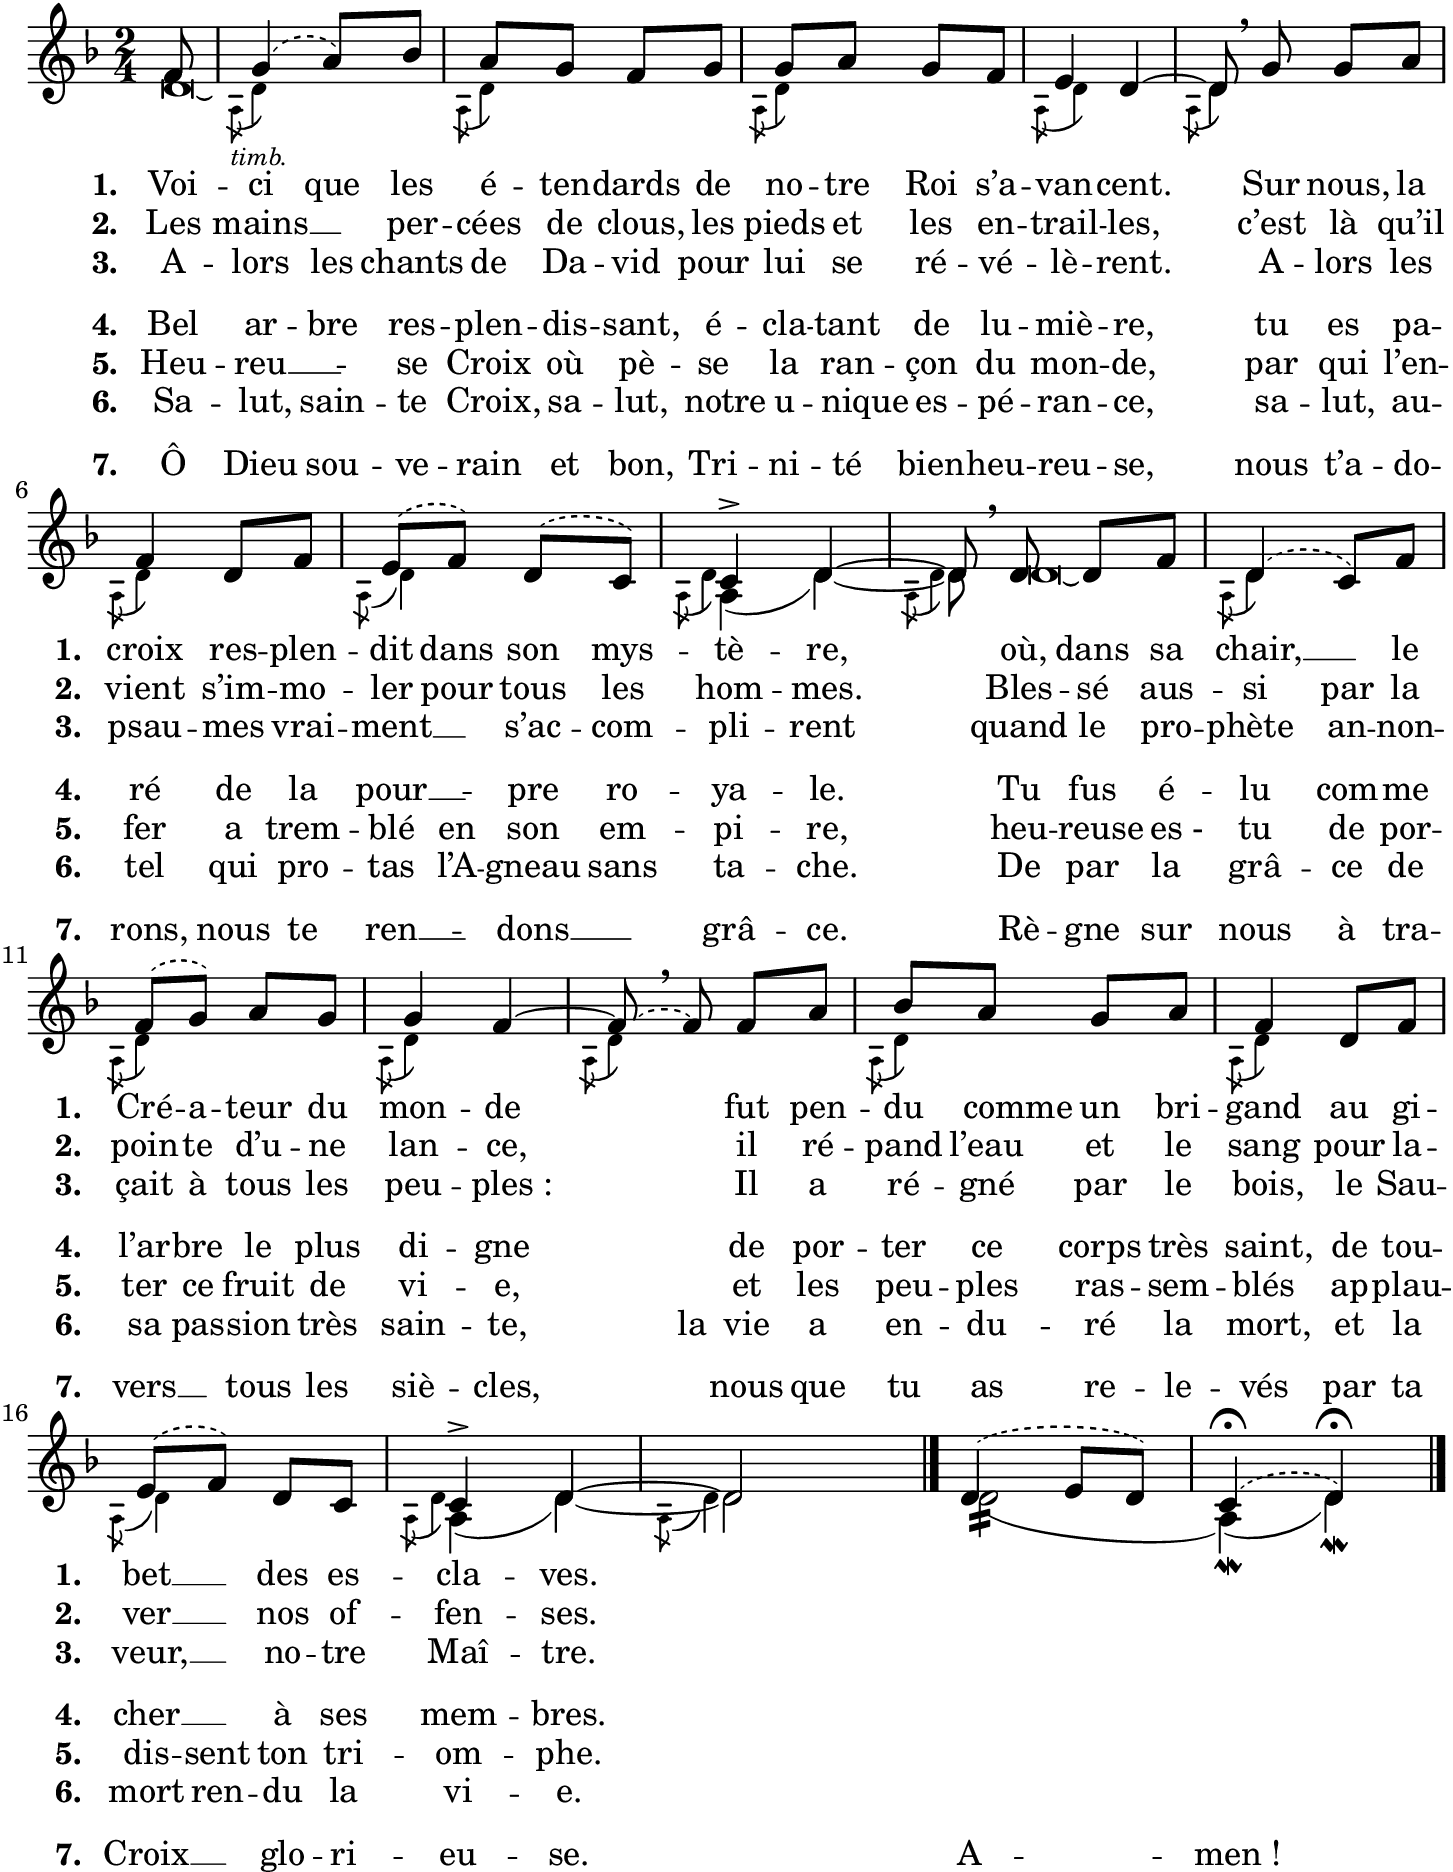 timb.
1. Voi - ci que les é - tendards de no - tre Roi s’a - vancent. Sur nous, la
2. Les mains __ per - cées de clous, les pieds et les en - trail - les, c’est là qu’il
3. A - lors les chants de Da - vid pour lui se ré - vé - lè - rent. A - lors les
4. Bel ar - bre res - plen - dis - sant, é - cla - tant de lu - miè - re, tu es pa-
5. Heu - reu __ - se Croix où pè - se la ran - çon du mon - de, par qui l’en-
6. Sa - lut, sain - te Croix, sa - lut, notre u - nique es - pé - ran - ce, sa - lut, au-
7. Ô Dieu sou - ve - rain et bon, Tri - ni - té bienheu - reu - se, nous t’a - do-
6
1. croix res - plen - dit dans son mys - tè - re, où, dans sa chair, __ le
2. vient s’im - mo - ler pour tous les hom - mes. Bles - sé aus - si par la
3. psau - mes vrai - ment __ s’ac - com - pli - rent quand le pro - phète an - non-
4. ré de la pour __ - pre ro - ya - le. Tu fus é - lu comme
5. fer a trem - blé en son em - pi - re, heu - reuse es - tu de por-
6. tel qui pro - tas l’A - gneau sans ta - che. De par la grâ - ce de
7. rons, nous te ren __ - dons __ grâ - ce. Rè - gne sur nous à tra-
11
1. Cré - a - teur du mon - de fut pen - du comme un bri - gand au gi-
2. pointe d’u - ne lan - ce, il ré - pand l’eau et le sang pour la-
3. çait à tous les peu - ples : Il a ré - gné par le bois, le Sau-
4. l’arbre le plus di - gne de por - ter ce corps très saint, de tou-
5. ter ce fruit de vi - e, et les peu - ples ras - sem - blés applau-
6. sa passion très sain - te, la vie a en - du - ré la mort, et la
7. vers __ tous les siè - cles, nous que tu as re - le - vés par ta
16
1. bet __ des es - cla - ves.
2. ver __ nos of - fen - ses.
3. veur, __ no - tre Maî - tre.
4. cher __ à ses mem - bres.
5. dis - sent ton tri - om - phe.
6. mort ren - du la vi - e.
7. Croix __ glo - ri - eu - se. A - - men !